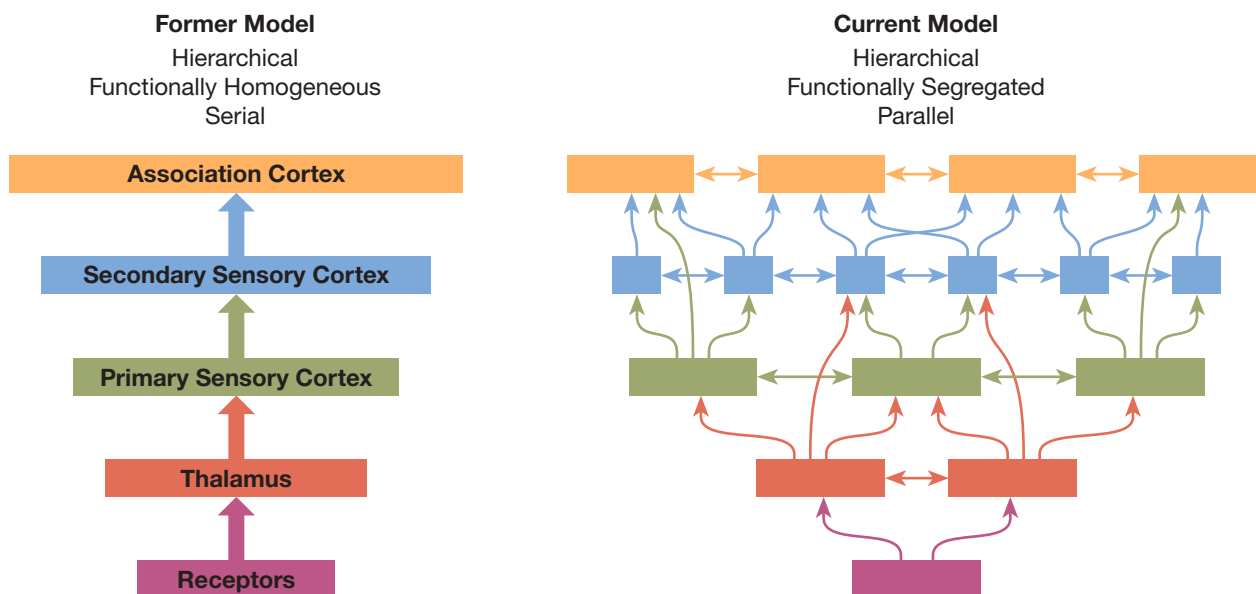 Former Model
Hierarchical
Functionally Homogeneous
Serial
Association Cortex
Secondary Sensory Cortex
Primary Sensory Cortex
Thalamus
Receptors
Current Model
Hierarchical
Functionally Segregated
Parallel